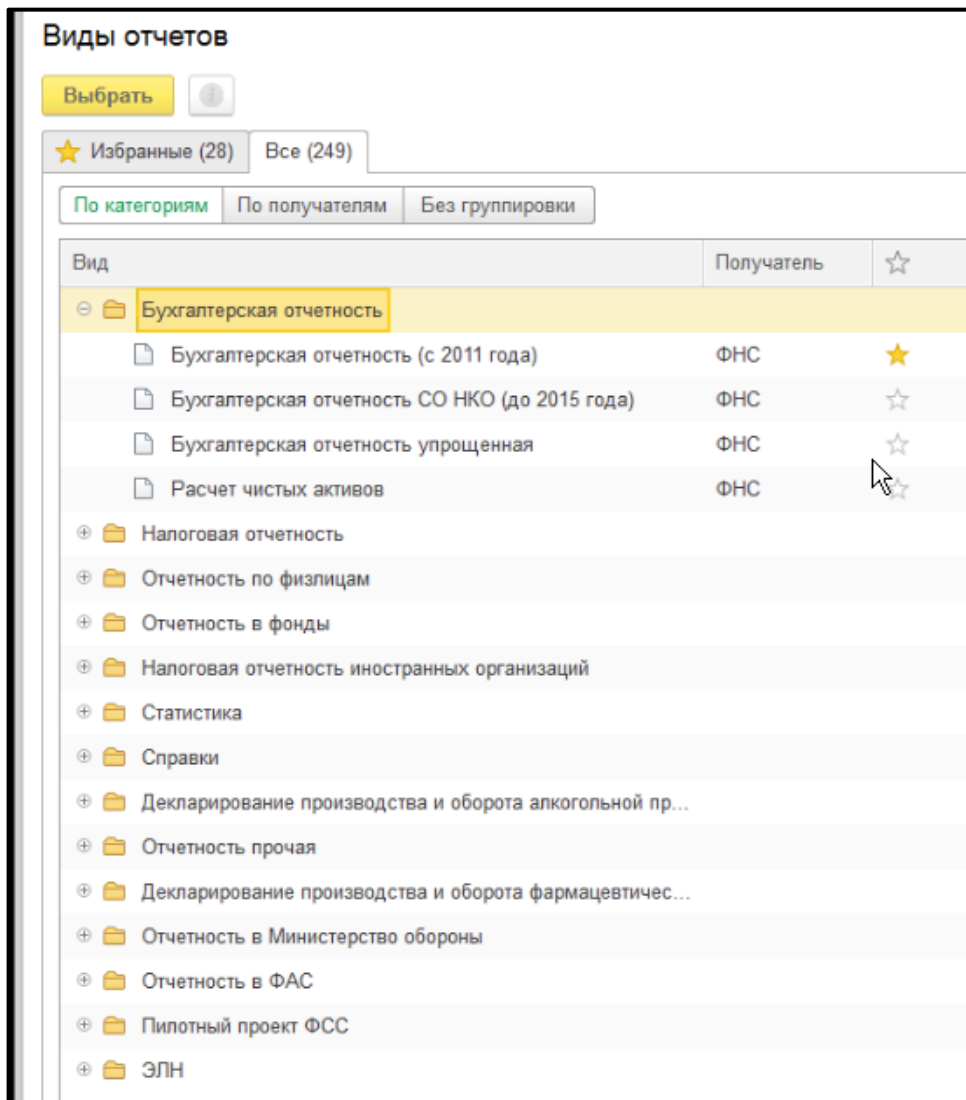 Виды отчетов
Выбрать
Избранные (28) Все (249)
По категориям По получателям Без группировки
Вид Получатель
Бухгалтерская отчетность
Бухгалтерская отчетность (с 2011 года) ФНС
Бухгалтерская отчетность СО НКО (до 2015 года) ФНС
Бухгалтерская отчетность упрощенная ФНС
Расчет чистых активов ФНС
Налоговая отчетность
Отчетность по физлицам
Отчетность в фонды
Налоговая отчетность иностранных организаций
Статистика
Справки
Декларирование производства и оборота алкогольной пр...
Отчетность прочая
Декларирование производства и оборота фармацевтичес...
Отчетность в Министерство обороны
Отчетность в ФАС
Пилотный проект ФСС
ЭЛН